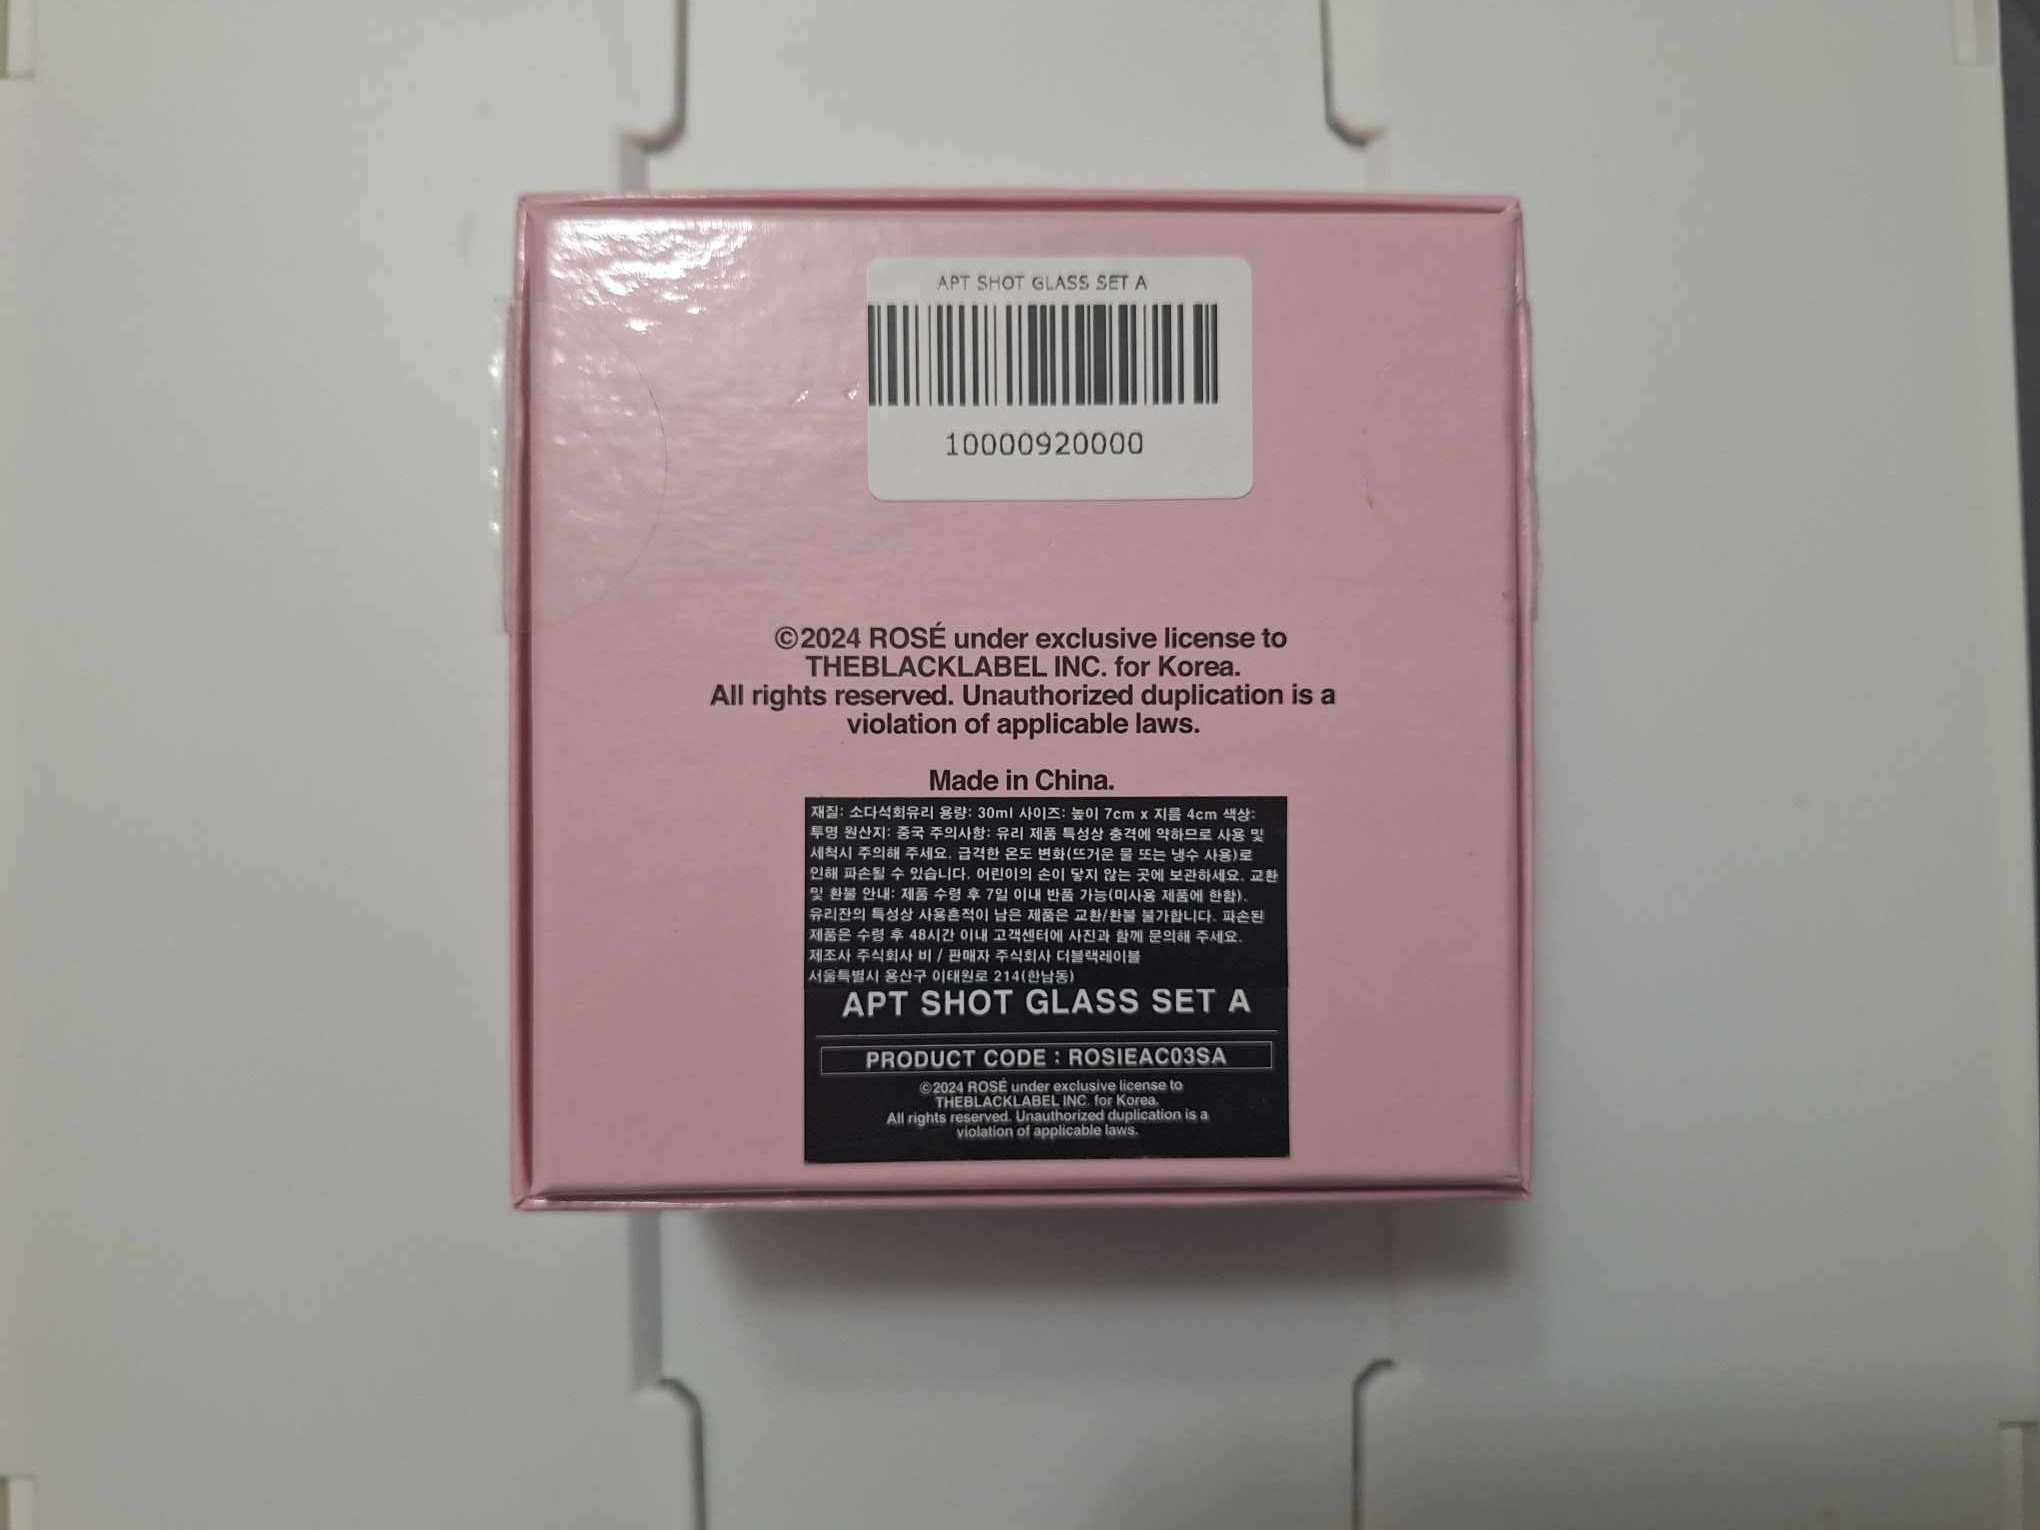 APT SHOT GLASS SET A
10000920000
©2024 ROSÉ under exclusive license to
THEBLACKLABEL INC. for Korea.
All rights reserved. Unauthorized duplication is a
violation of applicable laws.
Made in China.
재질: 소다석회유리 용량: 30ml 사이즈: 높이 7cm x 지름 4cm 색상:
투명 원산지: 중국 주의사항: 유리 제품 특성상 충격에 약하므로 사용 및
세척시 주의해 주세요. 급격한 온도 변화(뜨거운 물 또는 냉수 사용)로
인해 파손될 수 있습니다. 어린이의 손이 닿지 않는 곳에 보관하세요. 교환
및 환불 안내: 제품 수령 후 7일 이내 반품 가능(미사용 제품에 한함).
유리잔의 특성상 사용흔적이 남은 제품은 교환/환불 불가합니다. 파손된
제품은 수령 후 48시간 이내 고객센터에 사진과 함께 문의해 주세요.
제조사 주식회사 비 / 판매자 주식회사 더블랙레이블
서울특별시 용산구 이태원로 214(한남동)
APT SHOT GLASS SET A
PRODUCT CODE : ROSIEAC03SA
©2024 ROSÉ under exclusive license to
THEBLACKLABEL INC. for Korea.
All rights reserved. Unauthorized duplication is a
violation of applicable laws.